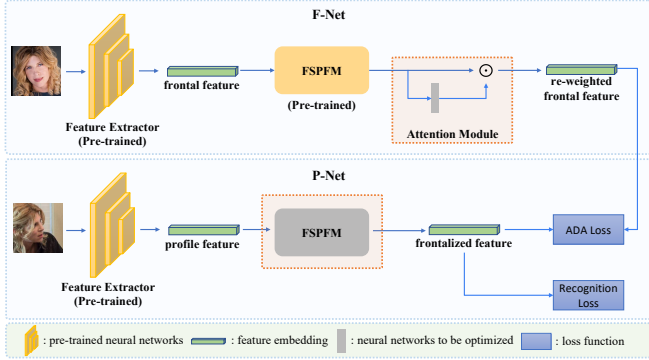 F-Net
frontal feature
FSPFM
(Pre-trained)
Attention Module
re-weighted
frontal feature
Feature Extractor
(Pre-trained)
P-Net
profile feature
FSPFM
frontalized feature
ADA Loss
Feature Extractor
(Pre-trained)
Recognition
Loss
: pre-trained neural networks
: feature embedding
: neural networks to be optimized
: loss function